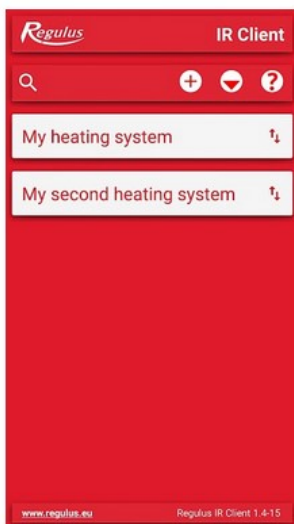 Regulus IR Client
My heating system
My second heating system
www.regulus.eu Regulus IR Client 1.4-15